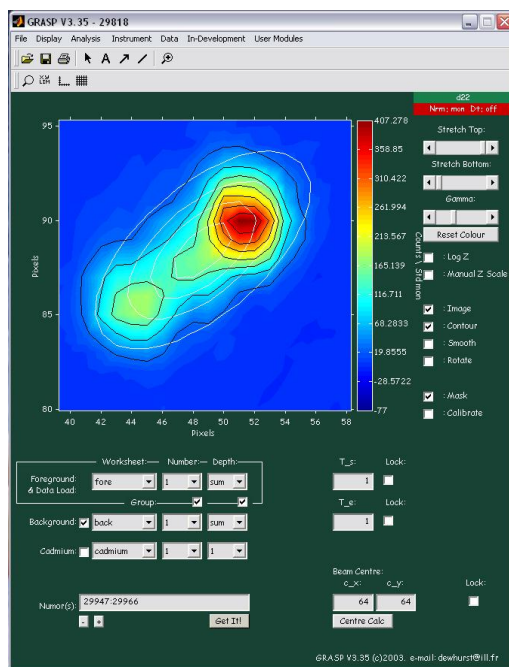 GRASP V3.35 - 29818
File Display Analysis Instrument Data In-Development User Modules
d22
Nrm: mon Dt: off
Stretch Top:
Stretch Bottom:
Gamma:
Reset Colour
: Log Z
: Manual Z Scale
: Image
: Contour
: Smooth
: Rotate
: Mask
: Calibrate
95
90
85
80
Pixels
40 42 44 46 48 50 52 54 56 58
Pixels
407.278
358.85
310.422
261.994
213.567
165.139
116.711
68.2833
19.8555
-28.5722
-77
Counts \ Std mon
Worksheet: Number: Depth:
Foreground: & Data Load: fore 1 sum
Group:
Background: back 1 sum
Cadmium: cadmium 1 1
T_s: Lock:
1
T_e: Lock:
1
Beam Centre:
c_x: c_y: Lock:
64 64
Centre Calc
Numor(s): 29947:29966
- + Get It!
GRASP V3.35 (c)2003. e-mail: dewhurst@ill.fr